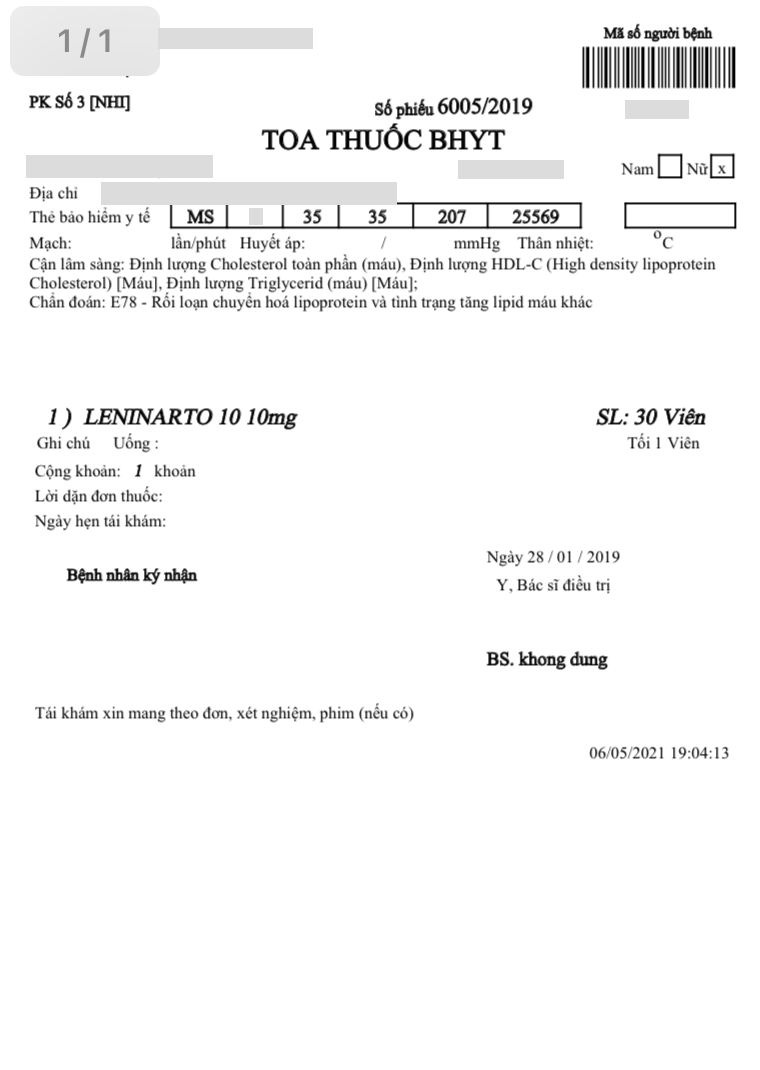 1/1
Mã số người bệnh
PK Số 3 [NHI]
Số phiếu 6005/2019
TOA THUỐC BHYT
Nam Nữ x
Địa chỉ
Thẻ bảo hiểm y tế MS 35 35 207 25569
Mạch: lần/phút Huyết áp: / mmHg Thân nhiệt: °C
Cận lâm sàng: Định lượng Cholesterol toàn phần (máu), Định lượng HDL-C (High density lipoprotein
Cholesterol) [Máu], Định lượng Triglycerid (máu) [Máu];
Chẩn đoán: E78 - Rối loạn chuyển hoá lipoprotein và tình trạng tăng lipid máu khác
1 ) LENINARTO 10 10mg SL: 30 Viên
Ghi chú Uống : Tối 1 Viên
Cộng khoản: 1 khoản
Lời dặn đơn thuốc:
Ngày hẹn tái khám:
Ngày 28 / 01 / 2019
Bệnh nhân ký nhận
Y, Bác sĩ điều trị
BS. khong dung
Tái khám xin mang theo đơn, xét nghiệm, phim (nếu có)
06/05/2021 19:04:13